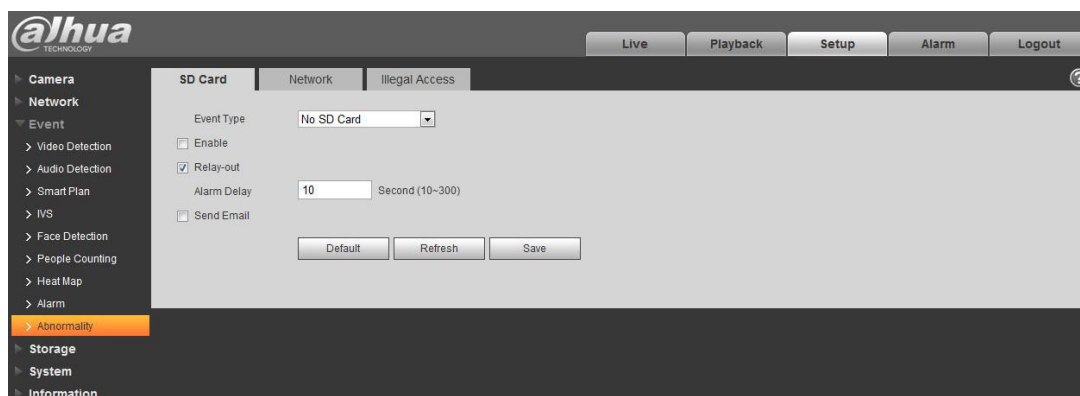 alhua
TECHNOLOGY
Live Playback Setup Alarm Logout
Camera
Network
Event
Video Detection
Audio Detection
Smart Plan
IVS
Face Detection
People Counting
Heat Map
Alarm
Abnormality
Storage
System
Information
SD Card Network Illegal Access
Event Type No SD Card
Enable
Relay-out
Alarm Delay 10 Second (10~300)
Send Email
Default Refresh Save
?